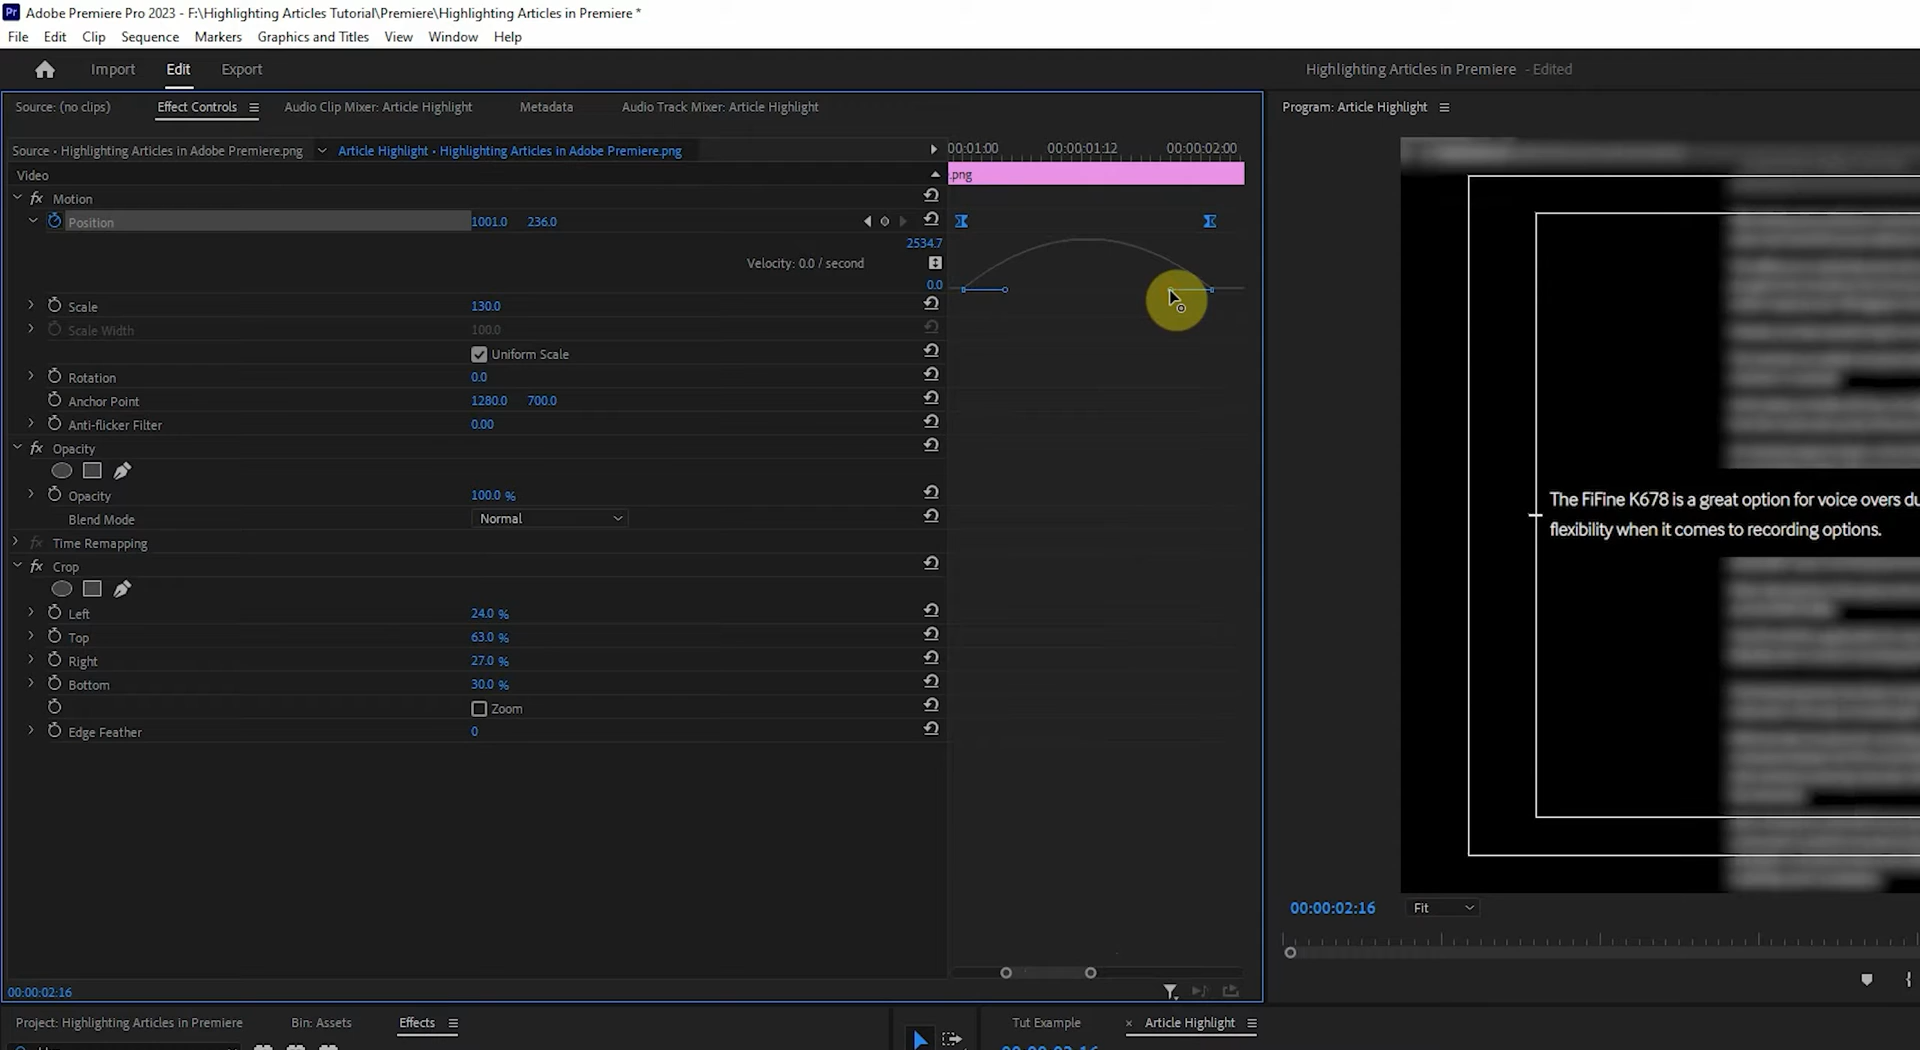 Pr Adobe Premiere Pro 2023 - F:\Highlighting Articles Tutorial\Premiere\Highlighting Articles in Premiere *
File Edit Clip Sequence Markers Graphics and Titles View Window Help
Import Edit Export Highlighting Articles in Premiere - Edited
Source: (no clips) Effect Controls Audio Clip Mixer: Article Highlight Metadata Audio Track Mixer: Article Highlight Program: Article Highlight
Source • Highlighting Articles in Adobe Premiere.png Article Highlight • Highlighting Articles in Adobe Premiere.png 00:00:01:00 00:00:01:12 00:00:02:00
Video .png
fx Motion
Position 1001.0 236.0
2534.7
Velocity: 0.0 / second
0.0
Scale 130.0
Scale Width 100.0
Uniform Scale
Rotation 0.0
Anchor Point 1280.0 700.0
Anti-flicker Filter 0.00
fx Opacity
Opacity 100.0 %
Blend Mode Normal
fx Time Remapping
fx Crop
Left 24.0 %
Top 63.0 %
Right 27.0 %
Bottom 30.0 %
Zoom
Edge Feather 0
The FiFine K678 is a great option for voice overs du
flexibility when it comes to recording options.
00:00:02:16 Fit
00:00:02:16
Project: Highlighting Articles in Premiere Bin: Assets Effects Tut Example × Article Highlight